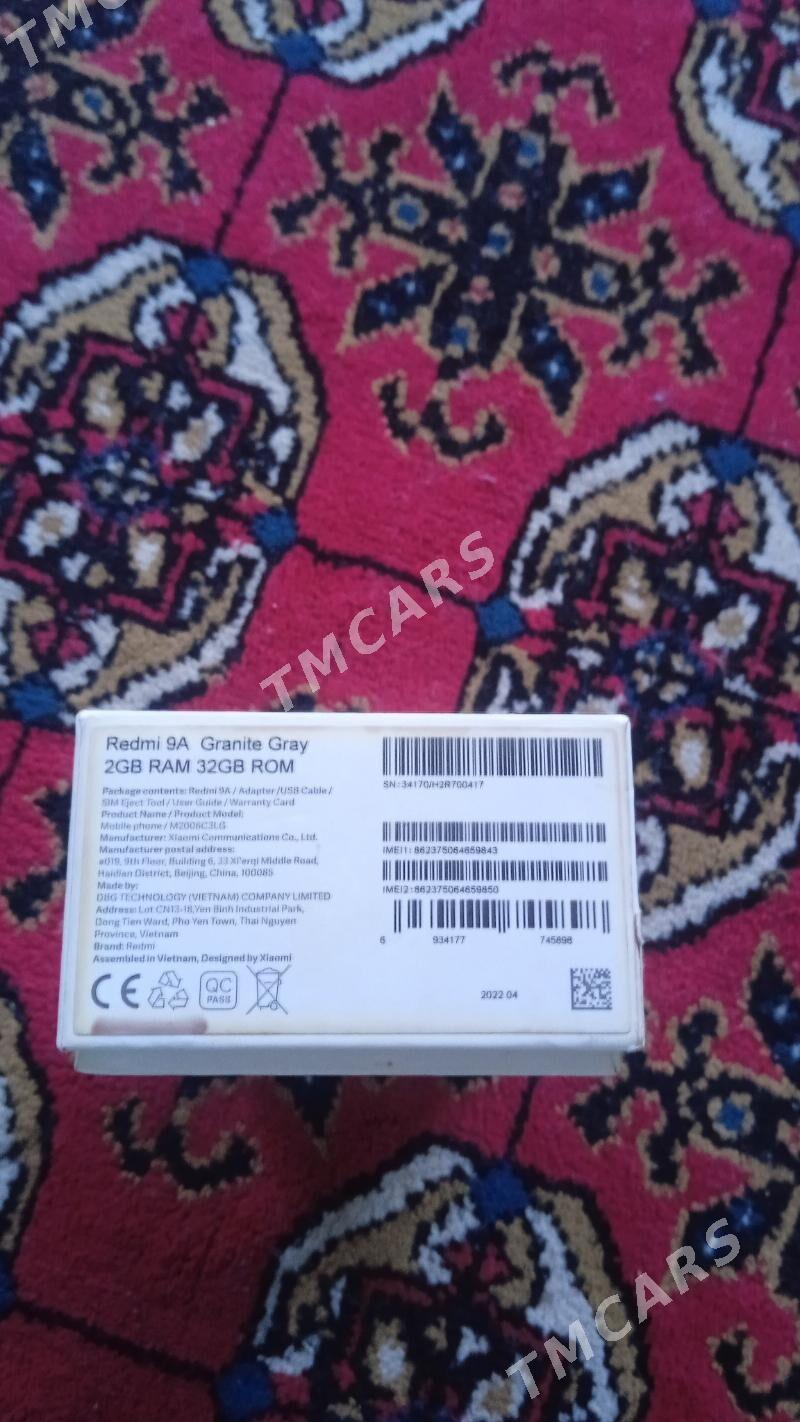 TMCARS
TMCARS
Redmi 9A Granite Gray
2GB RAM 32GB ROM
Package contents: Redmi 9A / Adapter / USB Cable /
SIM Eject Tool / User Guide / Warranty Card
Product Name / Product Model:
Mobile phone / M2006C3LG
Manufacturer: Xiaomi Communications Co., Ltd.
Manufacturer postal address:
#019, 9th Floor, Building 6, 33 Xi'erqi Middle Road,
Haidian District, Beijing, China, 100085
Made by:
DBG TECHNOLOGY (VIETNAM) COMPANY LIMITED
Address: Lot CN13-18, Yen Binh Industrial Park,
Dong Tien Ward, Pho Yen Town, Thai Nguyen
Province, Vietnam
Brand: Redmi
Assembled in Vietnam, Designed by Xiaomi
CE
QC
PASS
SN: 34170/H2R700417
IMEI1: 862375064659843
IMEI2: 862375064659850
6 934177 745898
2022 04
TMCARS